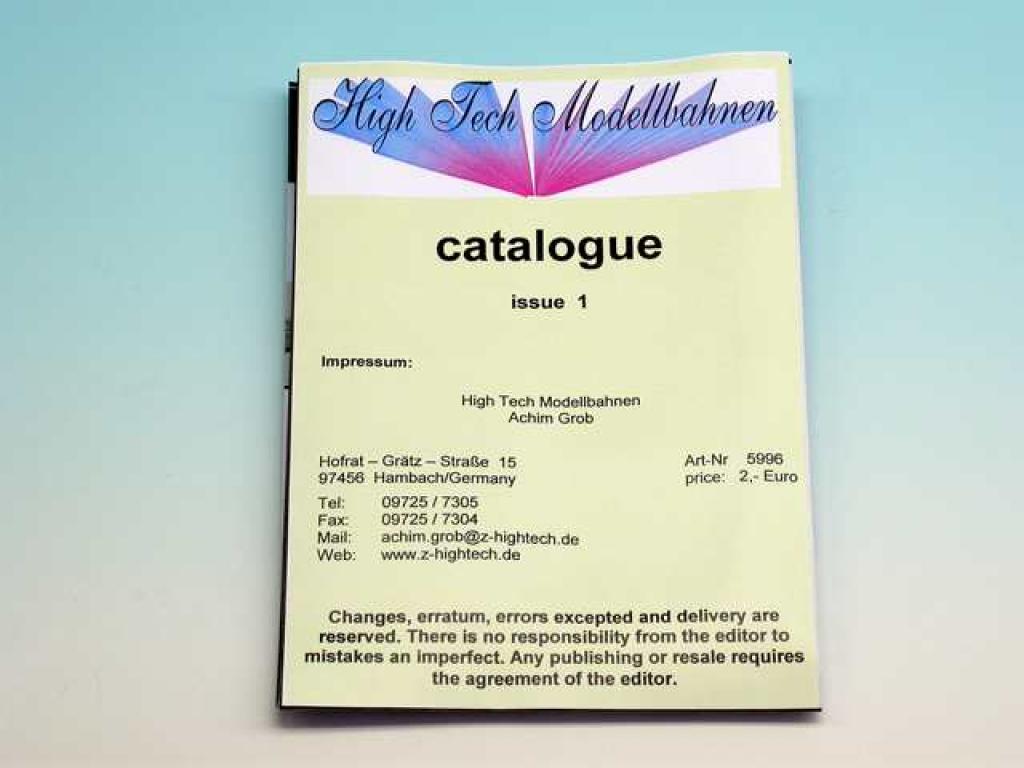 High Tech Modellbahnen
catalogue
issue 1
Impressum:
High Tech Modellbahnen
Achim Grob
Hofrat – Grätz – Straße 15
97456 Hambach/Germany
Art-Nr 5996
price: 2,- Euro
Tel: 09725 / 7305
Fax: 09725 / 7304
Mail: achim.grob@z-hightech.de
Web: www.z-hightech.de
Changes, erratum, errors excepted and delivery are
reserved. There is no responsibility from the editor to
mistakes an imperfect. Any publishing or resale requires
the agreement of the editor.